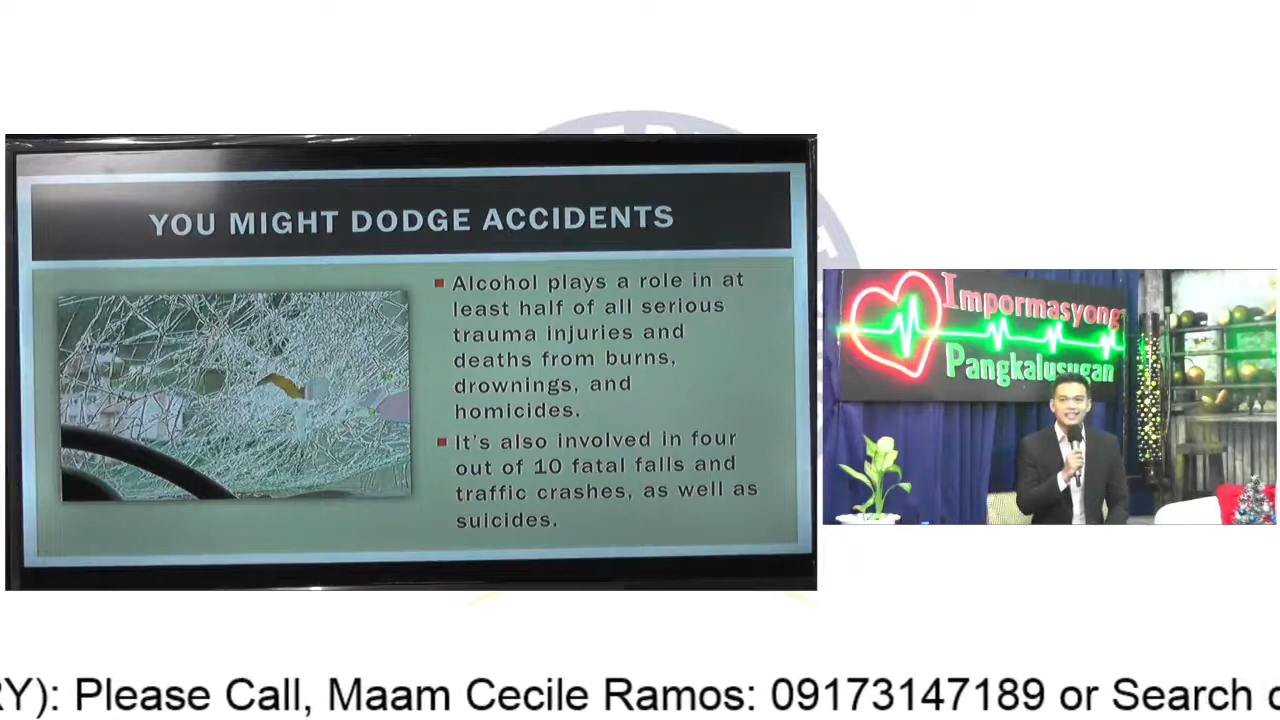 YOU MIGHT DODGE ACCIDENTS
Alcohol plays a role in at
least half of all serious
trauma injuries and
deaths from burns,
drownings, and
homicides.
It's also involved in four
out of 10 fatal falls and
traffic crashes, as well as
suicides.
Impormasyong
Pangkalusugan
RY): Please Call, Maam Cecile Ramos: 09173147189 or Search o